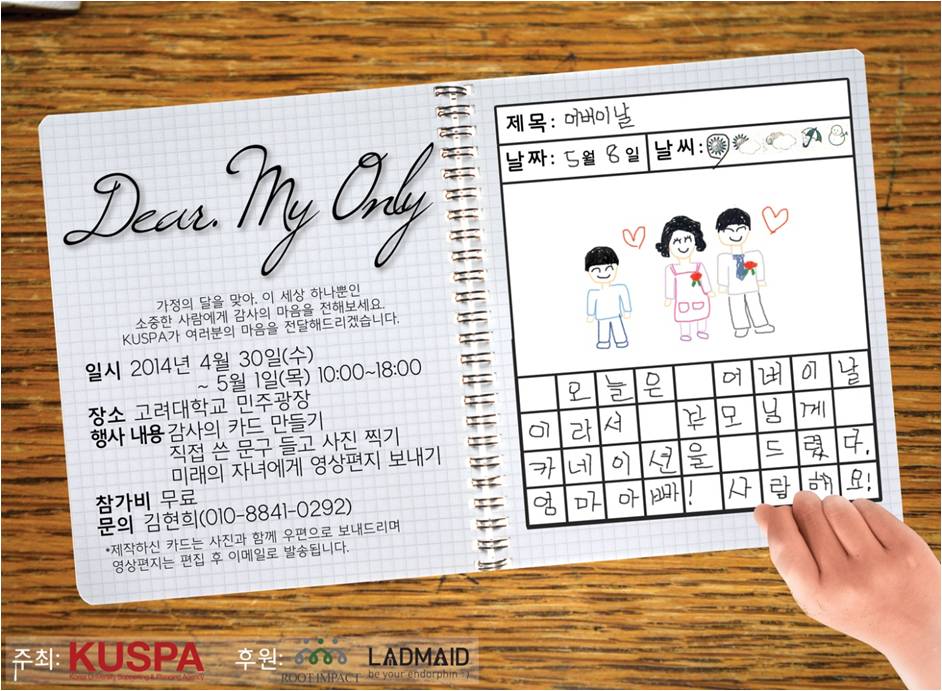 Dear. My Only
가정의 달을 맞아. 이 세상 하나뿐인
소중한 사람에게 감사의 마음을 전해보세요.
KUSPA가 여러분의 마음을 전달해드리겠습니다.
일시 2014년 4월 30일(수)
~ 5월 1일(목) 10:00~18:00
장소 고려대학교 민주광장
행사 내용 감사의 카드 만들기
직접 쓴 문구 들고 사진 찍기
미래의 자녀에게 영상편지 보내기
참가비 무료
문의 김현희(010-8841-0292)
*제작하신 카드는 사진과 함께 우편으로 보내드리며
영상편지는 편집 후 이메일로 발송됩니다.
제목: 어버이날
날짜: 5월 8일 날씨:
오늘은 어버이날
이라서 부모님께
카네이션을 드렸다.
엄마아빠! 사랑해요!
주최: KUSPA 후원: ROOT IMPACT LADMAID
be your endorphin :)